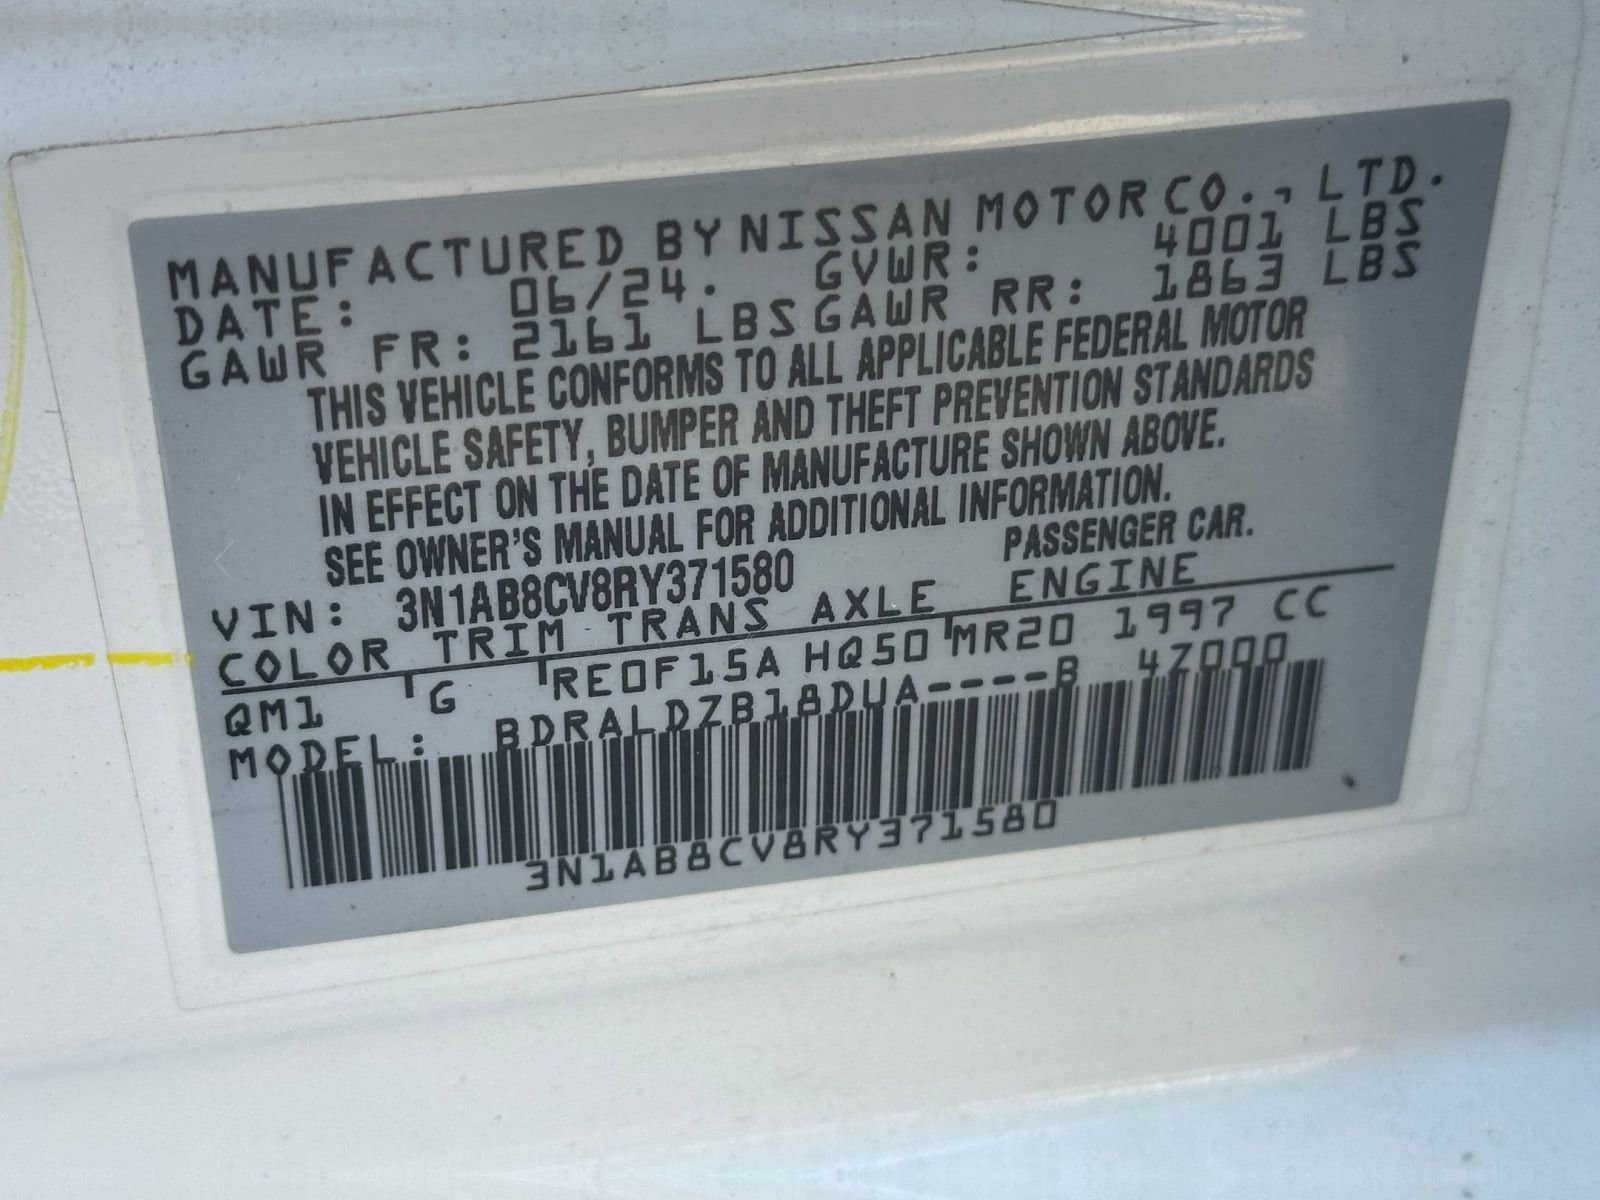 MANUFACTURED BY NISSAN MOTOR CO., LTD.
DATE: 06/24. GVWR: 4001 LBS
GAWR FR: 2161 LBS GAWR RR: 1863 LBS
THIS VEHICLE CONFORMS TO ALL APPLICABLE FEDERAL MOTOR
VEHICLE SAFETY, BUMPER AND THEFT PREVENTION STANDARDS
IN EFFECT ON THE DATE OF MANUFACTURE SHOWN ABOVE.
SEE OWNER'S MANUAL FOR ADDITIONAL INFORMATION.
VIN: 3N1AB8CV8RY371580 PASSENGER CAR.
COLOR TRIM TRANS AXLE ENGINE
QM1 G RE0F15A HQ50 MR20 1997 CC
MODEL: BDRALDZB18DUA----B 4Z000
3N1AB8CV8RY371580